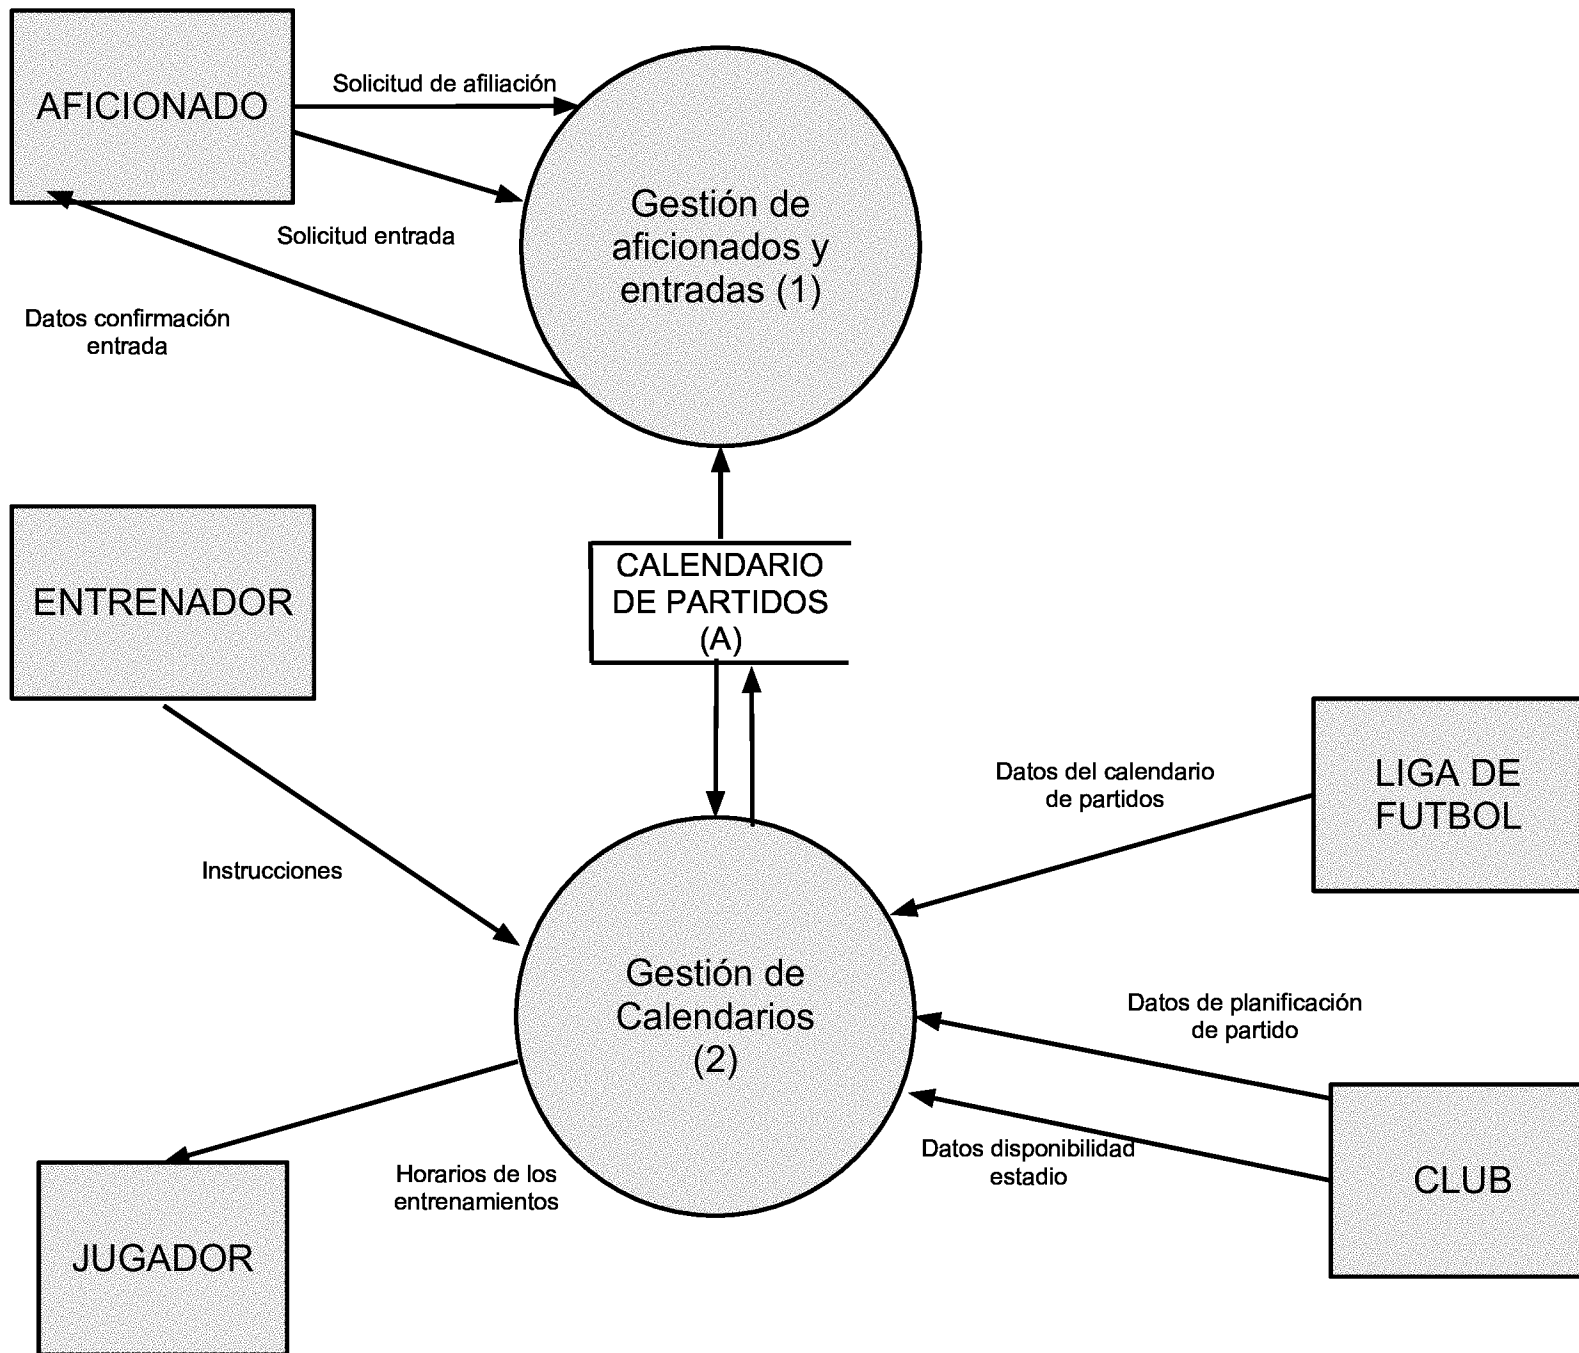 AFICIONADO
Solicitud de afiliación
Solicitud entrada
Datos confirmación
entrada
Gestión de
aficionados y
entradas (1)
ENTRENADOR
CALENDARIO
DE PARTIDOS
(A)
Instrucciones
Datos del calendario
de partidos
LIGA DE
FUTBOL
Gestión de
Calendarios
(2)
Datos de planificación
de partido
Datos disponibilidad
estadio
CLUB
Horarios de los
entrenamientos
JUGADOR